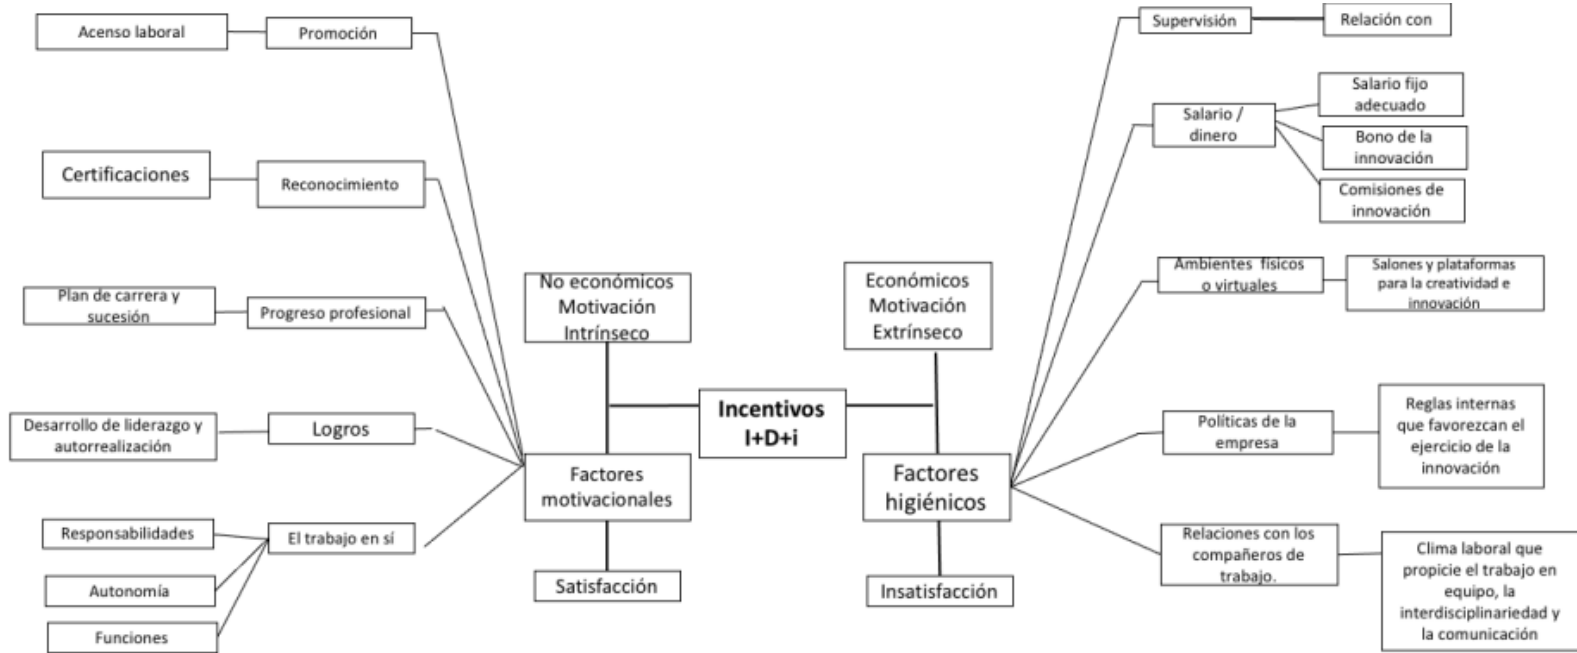 Acenso laboral
Promoción
Certificaciones
Reconocimiento
Plan de carrera y
sucesión
Progreso profesional
Desarrollo de liderazgo y
autorrealización
Logros
Responsabilidades
Autonomía
Funciones
El trabajo en sí
No económicos
Motivación
Intrínseco
Factores
motivacionales
Satisfacción
Incentivos
I+D+i
Económicos
Motivación
Extrínseco
Factores
higiénicos
Insatisfacción
Supervisión
Relación con
Salario /
dinero
Salario fijo
adecuado
Bono de la
innovación
Comisiones de
innovación
Ambientes físicos
o virtuales
Salones y plataformas
para la creatividad e
innovación
Políticas de la
empresa
Reglas internas
que favorezcan el
ejercicio de la
innovación
Relaciones con los
compañeros de
trabajo.
Clima laboral que
propicie el trabajo en
equipo, la
interdisciplinariedad y
la comunicación